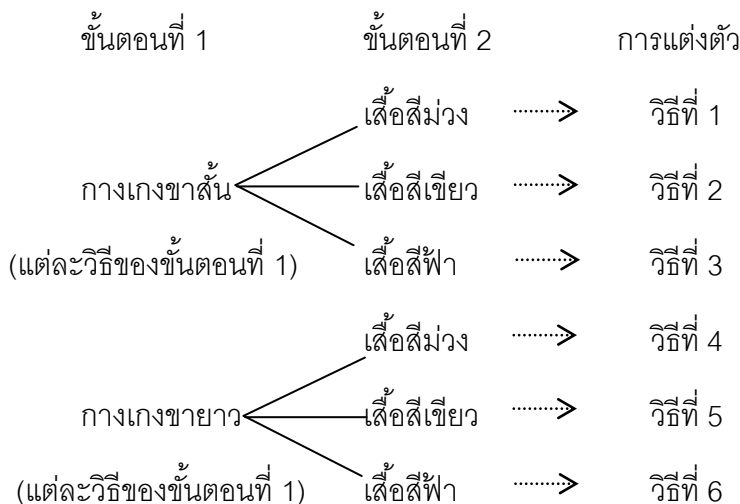 ขั้นตอนที่ 1 ขั้นตอนที่ 2 การแต่งตัว
เสื้อสีม่วง วิธีที่ 1
กางเกงขาสั้น เสื้อสีเขียว วิธีที่ 2
(แต่ละวิธีของขั้นตอนที่ 1) เสื้อสีฟ้า วิธีที่ 3
เสื้อสีม่วง วิธีที่ 4
กางเกงขายาว เสื้อสีเขียว วิธีที่ 5
(แต่ละวิธีของขั้นตอนที่ 1) เสื้อสีฟ้า วิธีที่ 6